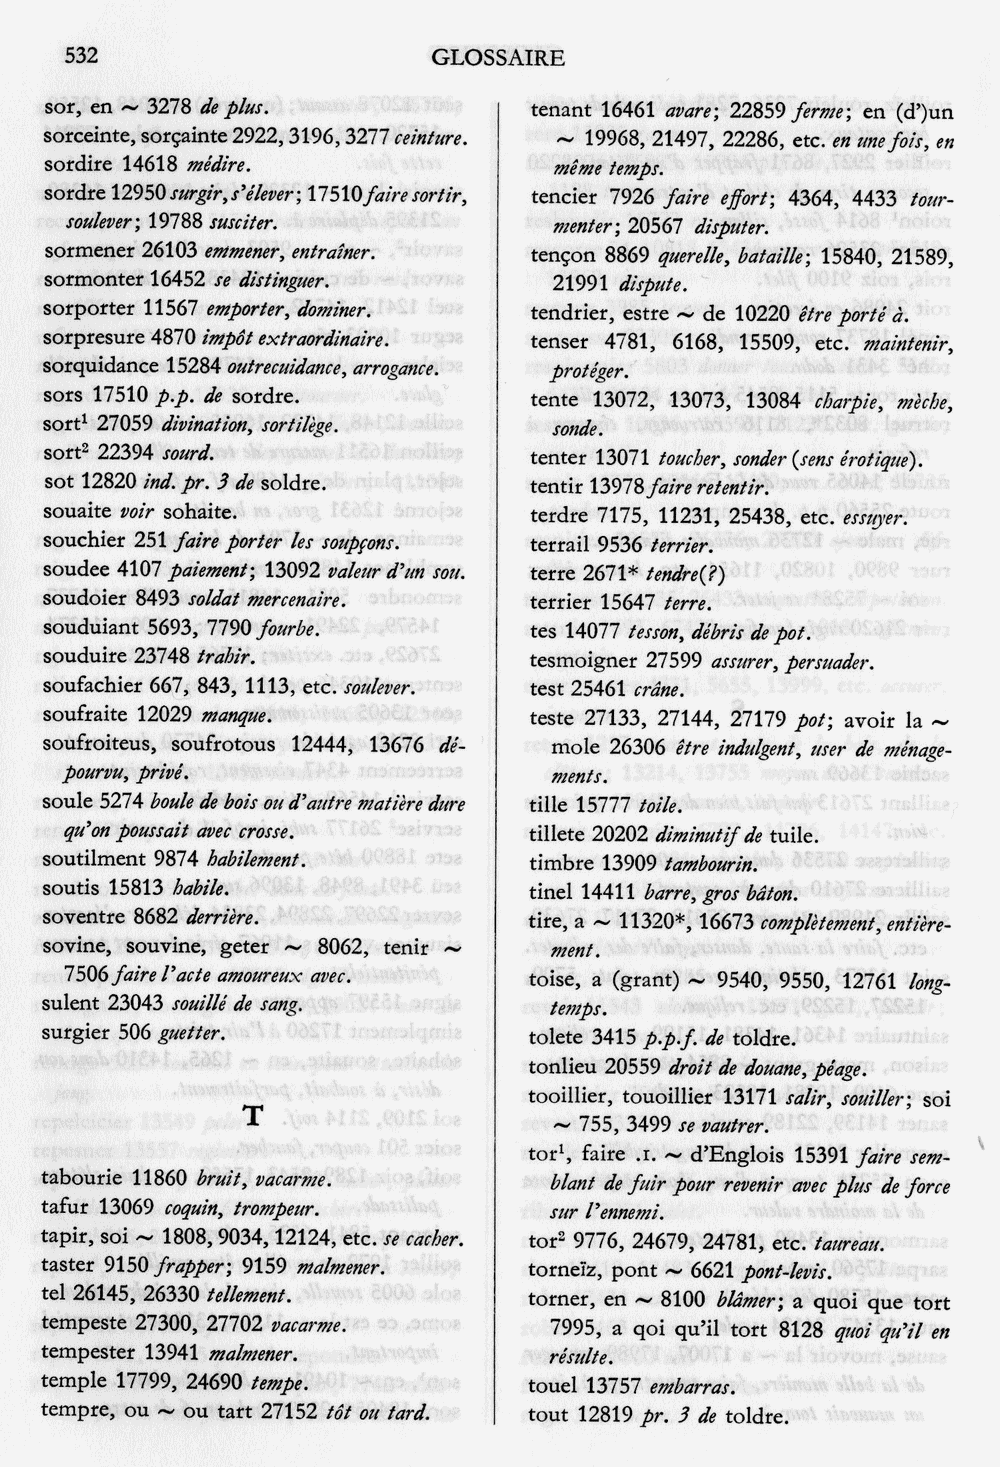 532
GLOSSAIRE
sor, en ~ 3278 de plus.
sorceinte, sorçainte 2922, 3196, 3277 ceinture.
sordire 14618 médire.
sordre 12950 surgir, s'élever; 17510 faire sortir,
soulever; 19788 susciter.
sormener 26103 emmener, entraîner.
sormonter 16452 se distinguer.
sorporter 11567 emporter, dominer.
sorpresure 4870 impôt extraordinaire.
sorquidance 15284 outrecuidance, arrogance.
sors 17510 p.p. de sordre.
sort¹ 27059 divination, sortilège.
sort² 22394 sourd.
sot 12820 ind. pr. 3 de soldre.
souaite voir sohaite.
souchier 251 faire porter les soupçons.
soudee 4107 paiement; 13092 valeur d'un sou.
soudoier 8493 soldat mercenaire.
souduiant 5693, 7790 fourbe.
souduire 23748 trahir.
soufachier 667, 843, 1113, etc. soulever.
soufraite 12029 manque.
soufroiteus, soufrotous 12444, 13676 dé-
pourvu, privé.
soule 5274 boule de bois ou d'autre matière dure
qu'on poussait avec crosse.
soutilment 9874 habilement.
soutis 15813 habile.
soventre 8682 derrière.
sovine, souvine, geter ~ 8062, tenir ~
7506 faire l'acte amoureux avec.
sulent 23043 souillé de sang.
surgier 506 guetter.
T
tabourie 11860 bruit, vacarme.
tafur 13069 coquin, trompeur.
tapir, soi ~ 1808, 9034, 12124, etc. se cacher.
taster 9150 frapper; 9159 malmener.
tel 26145, 26330 tellement.
tempeste 27300, 27702 vacarme.
tempester 13941 malmener.
temple 17799, 24690 tempe.
tempre, ou ~ ou tart 27152 tôt ou tard.
tenant 16461 avare; 22859 ferme; en (d')un
~ 19968, 21497, 22286, etc. en une fois, en
même temps.
tencier 7926 faire effort; 4364, 4433 tour-
menter; 20567 disputer.
tençon 8869 querelle, bataille; 15840, 21589,
21991 dispute.
tendrier, estre ~ de 10220 être porté à.
tenser 4781, 6168, 15509, etc. maintenir,
protéger.
tente 13072, 13073, 13084 charpie, mèche,
sonde.
tenter 13071 toucher, sonder (sens érotique).
tentir 13978 faire retentir.
terdre 7175, 11231, 25438, etc. essuyer.
terrail 9536 terrier.
terre 2671* tendre(?)
terrier 15647 terre.
tes 14077 tesson, débris de pot.
tesmoigner 27599 assurer, persuader.
test 25461 crâne.
teste 27133, 27144, 27179 pot; avoir la ~
mole 26306 être indulgent, user de ménage-
ments.
tille 15777 toile.
tillete 20202 diminutif de tuile.
timbre 13909 tambourin.
tinel 14411 barre, gros bâton.
tire, a ~ 11320*, 16673 complètement, entière-
ment.
toise, a (grant) ~ 9540, 9550, 12761 long-
temps.
tolete 3415 p.p.f. de toldre.
tonlieu 20559 droit de douane, péage.
tooillier, touoillier 13171 salir, souiller; soi
~ 755, 3499 se vautrer.
tor¹, faire .I. ~ d'Englois 15391 faire sem-
blant de fuir pour revenir avec plus de force
sur l'ennemi.
tor² 9776, 24679, 24781, etc. taureau.
torneïz, pont ~ 6621 pont-levis.
torner, en ~ 8100 blâmer; a quoi que tort
7995, a qoi qu'il tort 8128 quoi qu'il en
résulte.
touel 13757 embarras.
tout 12819 pr. 3 de toldre.